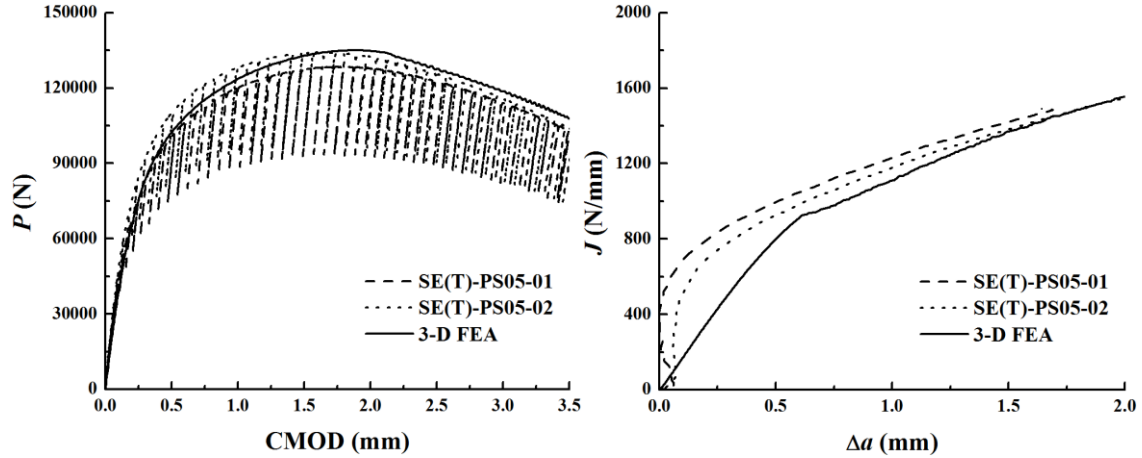 150000
120000
90000
60000
30000
0
P (N)
SE(T)-PS05-01
SE(T)-PS05-02
3-D FEA
0.0 0.5 1.0 1.5 2.0 2.5 3.0 3.5
CMOD (mm)
2000
1600
1200
800
400
0
J (N/mm)
SE(T)-PS05-01
SE(T)-PS05-02
3-D FEA
0.0 0.5 1.0 1.5 2.0
Δa (mm)